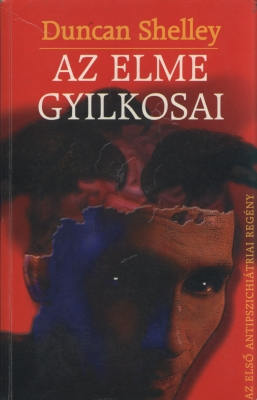 Duncan Shelley
AZ ELME
GYILKOSAI
AZ ELSŐ ANTIPSZICHIÁTRIAI REGÉNY